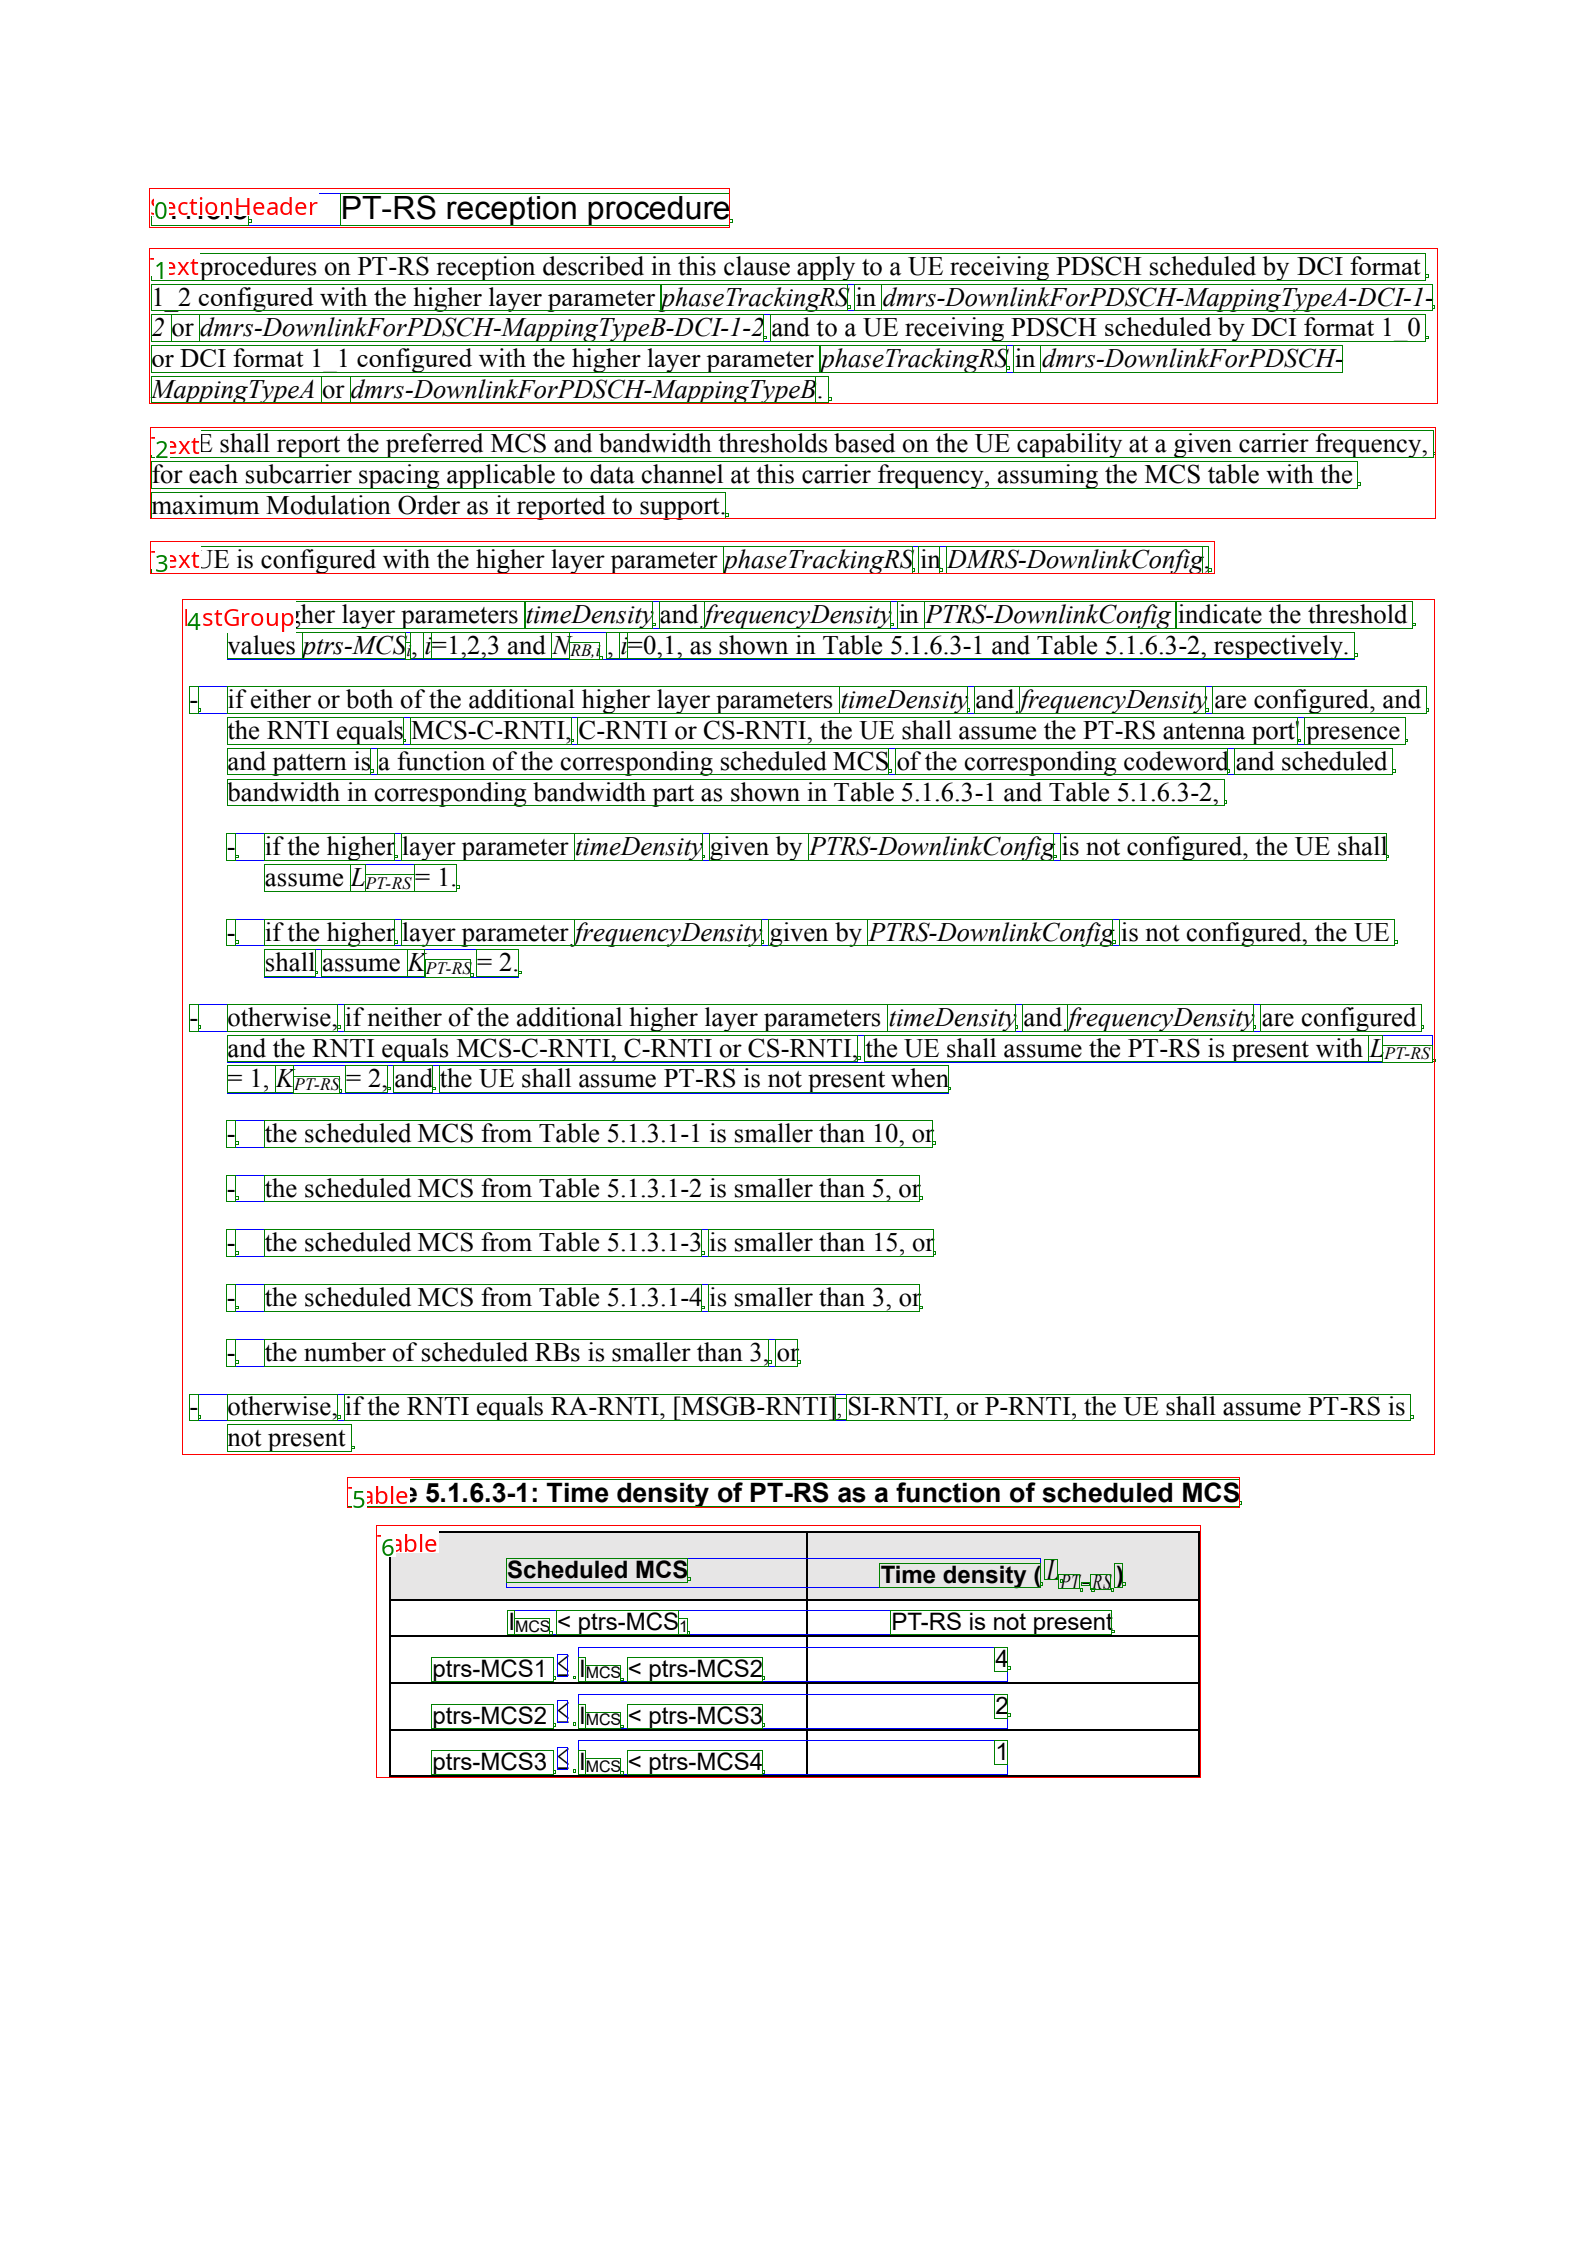 SectionHeader 0 PT-RS reception procedure
Text 1 procedures on PT-RS reception described in this clause apply to a UE receiving PDSCH scheduled by DCI format
1_2 configured with the higher layer parameter phaseTrackingRS in dmrs-DownlinkForPDSCH-MappingTypeA-DCI-1-
2 or dmrs-DownlinkForPDSCH-MappingTypeB-DCI-1-2 and to a UE receiving PDSCH scheduled by DCI format 1_0
or DCI format 1_1 configured with the higher layer parameter phaseTrackingRS in dmrs-DownlinkForPDSCH-
MappingTypeA or dmrs-DownlinkForPDSCH-MappingTypeB.
Text 2 E shall report the preferred MCS and bandwidth thresholds based on the UE capability at a given carrier frequency,
for each subcarrier spacing applicable to data channel at this carrier frequency, assuming the MCS table with the
maximum Modulation Order as it reported to support.
Text 3 UE is configured with the higher layer parameter phaseTrackingRS in DMRS-DownlinkConfig,
ListGroup 4 higher layer parameters timeDensity and frequencyDensity in PTRS-DownlinkConfig indicate the threshold
values ptrs-MCSi, i=1,2,3 and NRB,i , i=0,1, as shown in Table 5.1.6.3-1 and Table 5.1.6.3-2, respectively.
- if either or both of the additional higher layer parameters timeDensity and frequencyDensity are configured, and
the RNTI equals MCS-C-RNTI, C-RNTI or CS-RNTI, the UE shall assume the PT-RS antenna port' presence
and pattern is a function of the corresponding scheduled MCS of the corresponding codeword and scheduled
bandwidth in corresponding bandwidth part as shown in Table 5.1.6.3-1 and Table 5.1.6.3-2,
- if the higher layer parameter timeDensity given by PTRS-DownlinkConfig is not configured, the UE shall
assume LPT-RS = 1.
- if the higher layer parameter frequencyDensity given by PTRS-DownlinkConfig is not configured, the UE
shall assume KPT-RS = 2.
- otherwise, if neither of the additional higher layer parameters timeDensity and frequencyDensity are configured
and the RNTI equals MCS-C-RNTI, C-RNTI or CS-RNTI, the UE shall assume the PT-RS is present with LPT-RS
= 1, KPT-RS = 2, and the UE shall assume PT-RS is not present when
- the scheduled MCS from Table 5.1.3.1-1 is smaller than 10, or
- the scheduled MCS from Table 5.1.3.1-2 is smaller than 5, or
- the scheduled MCS from Table 5.1.3.1-3 is smaller than 15, or
- the scheduled MCS from Table 5.1.3.1-4 is smaller than 3, or
- the number of scheduled RBs is smaller than 3, or
- otherwise, if the RNTI equals RA-RNTI, [MSGB-RNTI], SI-RNTI, or P-RNTI, the UE shall assume PT-RS is
not present
Table 5 5.1.6.3-1: Time density of PT-RS as a function of scheduled MCS
Table 6
Scheduled MCS Time density ( LPT-RS )
IMCS < ptrs-MCS1 PT-RS is not present
ptrs-MCS1 ≤ IMCS < ptrs-MCS2 4
ptrs-MCS2 ≤ IMCS < ptrs-MCS3 2
ptrs-MCS3 ≤ IMCS < ptrs-MCS4 1